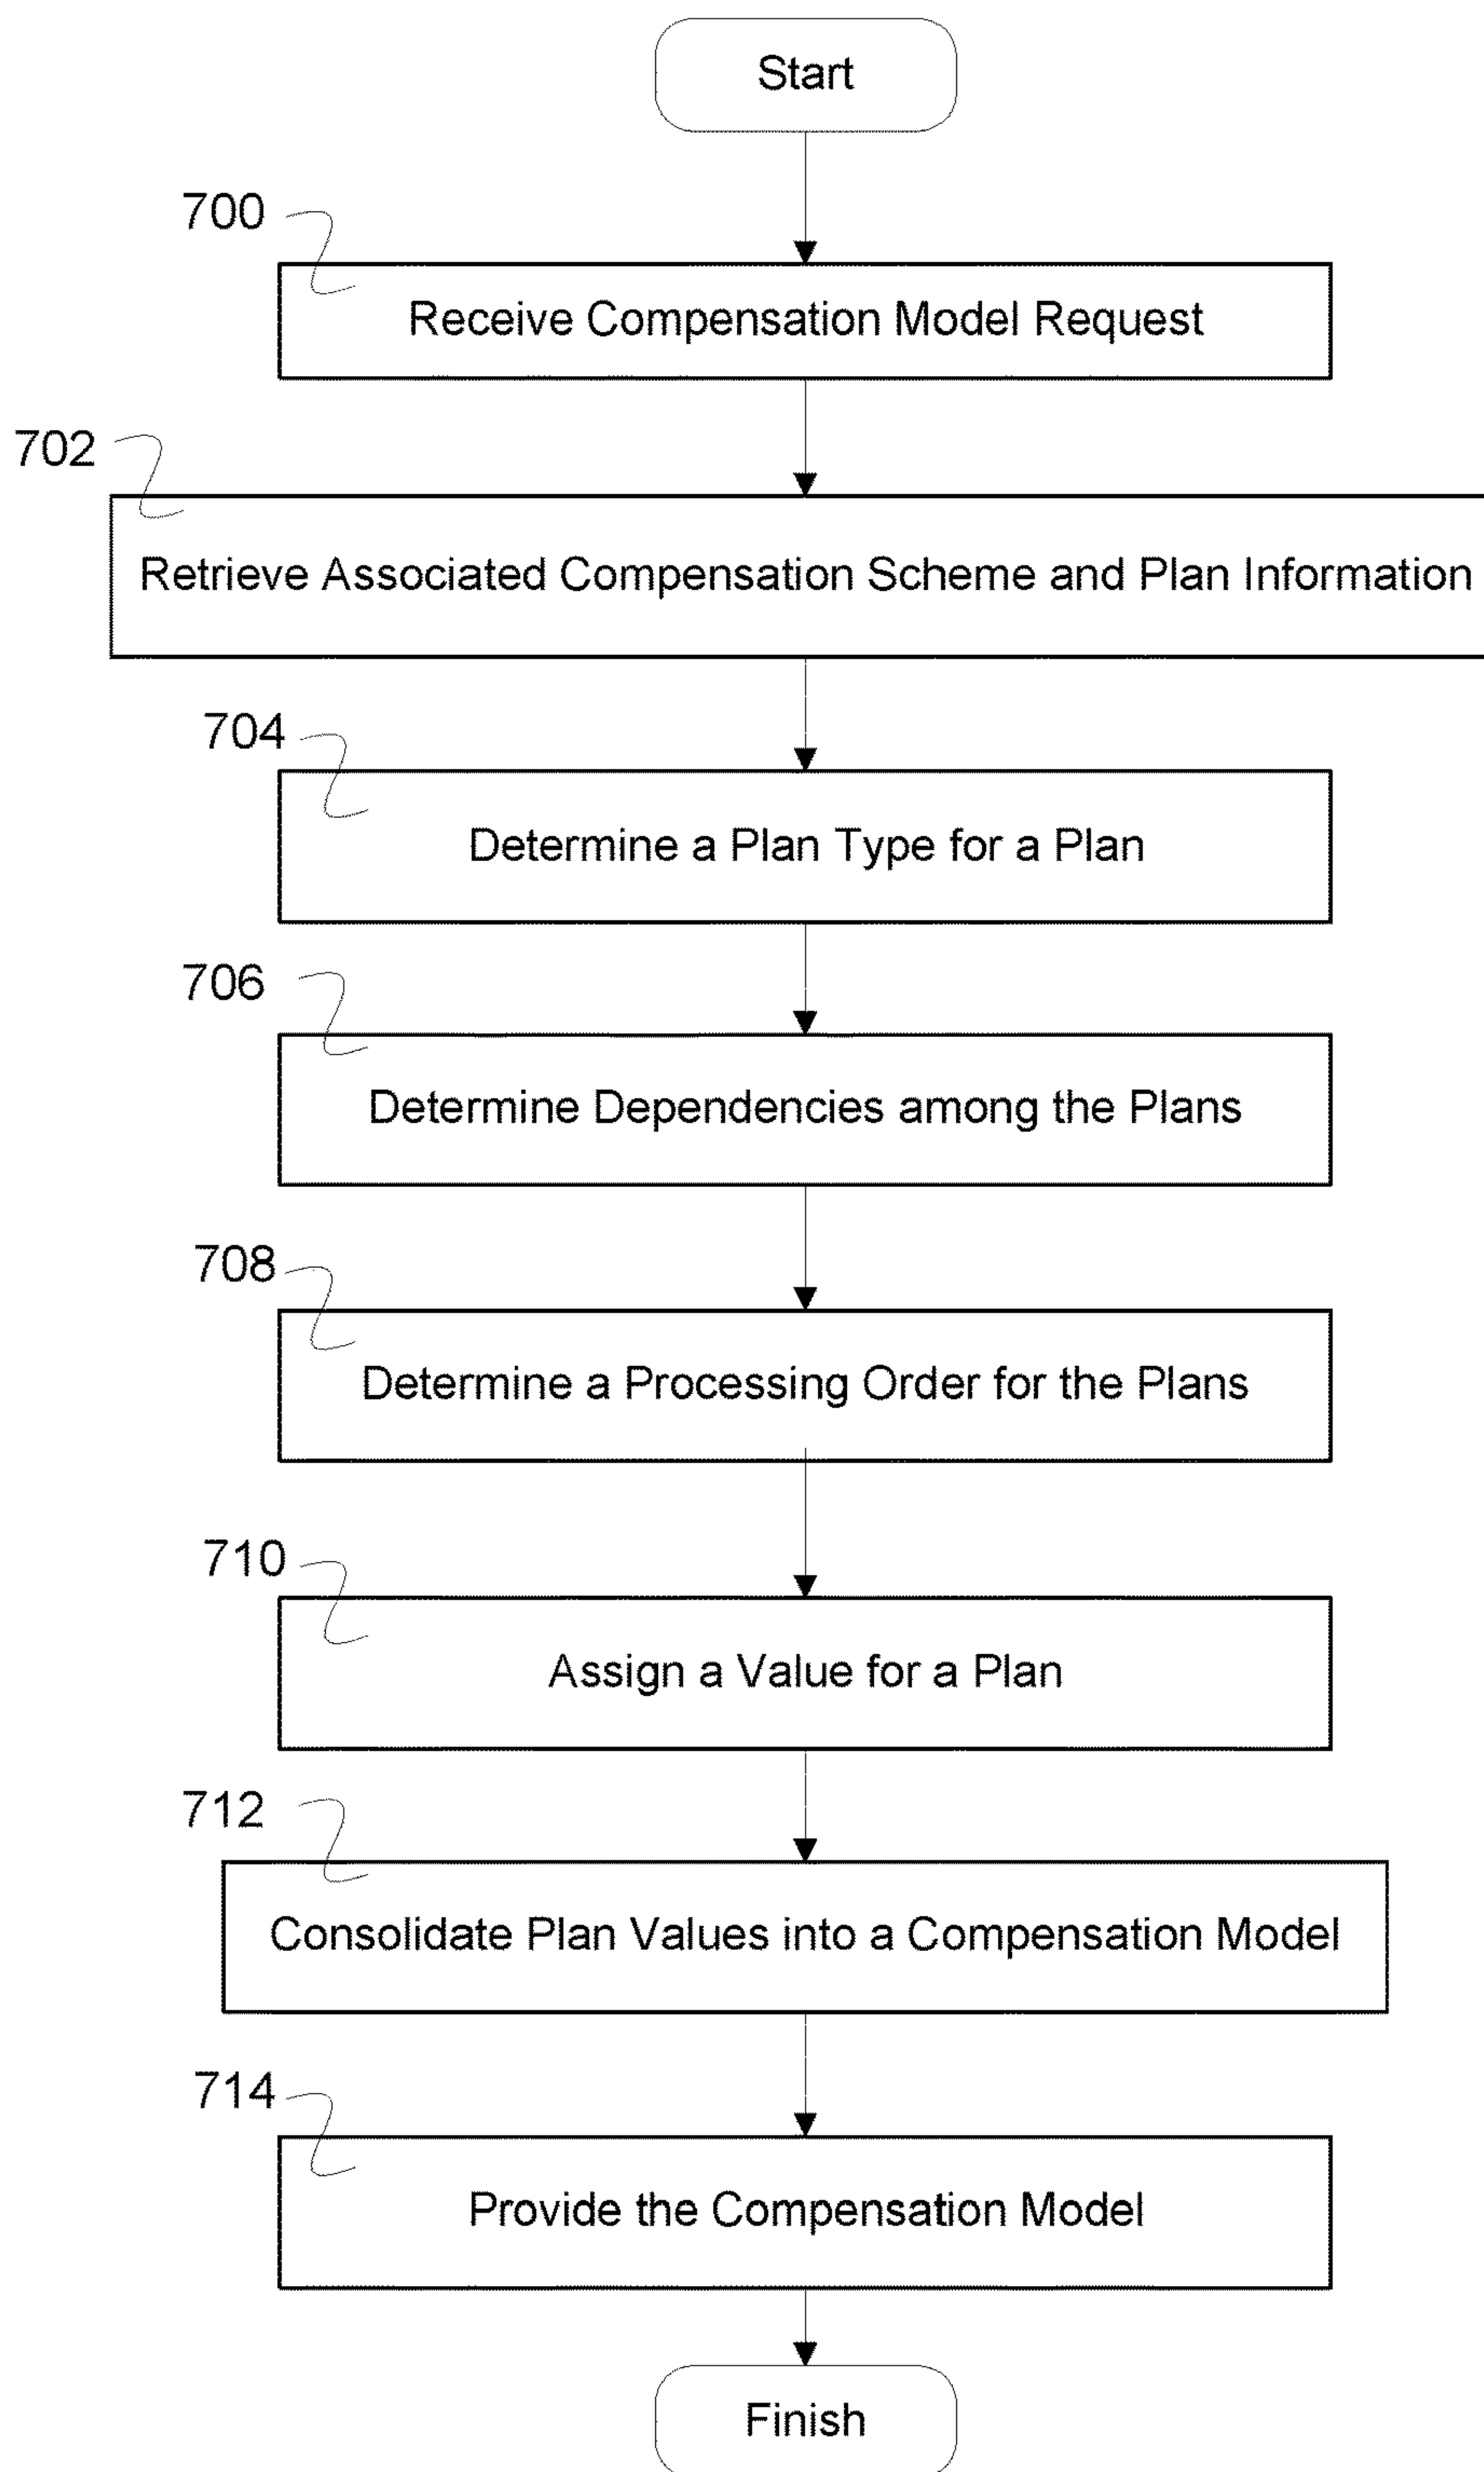 Start
700
Receive Compensation Model Request
702
Retrieve Associated Compensation Scheme and Plan Information
704
Determine a Plan Type for a Plan
706
Determine Dependencies among the Plans
708
Determine a Processing Order for the Plans
710
Assign a Value for a Plan
712
Consolidate Plan Values into a Compensation Model
714
Provide the Compensation Model
Finish